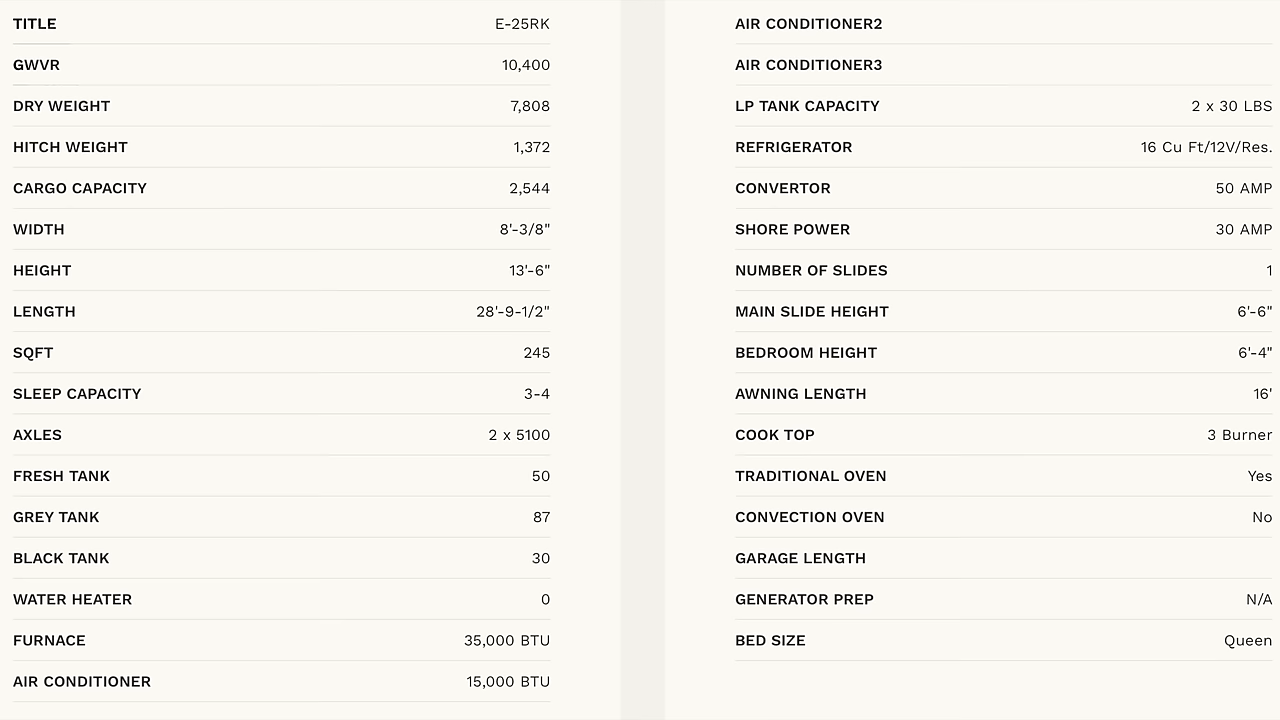 TITLE E-25RK
GWVR 10,400
DRY WEIGHT 7,808
HITCH WEIGHT 1,372
CARGO CAPACITY 2,544
WIDTH 8'-3/8"
HEIGHT 13'-6"
LENGTH 28'-9-1/2"
SQFT 245
SLEEP CAPACITY 3-4
AXLES 2 x 5100
FRESH TANK 50
GREY TANK 87
BLACK TANK 30
WATER HEATER 0
FURNACE 35,000 BTU
AIR CONDITIONER 15,000 BTU
AIR CONDITIONER2
AIR CONDITIONER3
LP TANK CAPACITY 2 x 30 LBS
REFRIGERATOR 16 Cu Ft/12V/Res.
CONVERTOR 50 AMP
SHORE POWER 30 AMP
NUMBER OF SLIDES 1
MAIN SLIDE HEIGHT 6'-6"
BEDROOM HEIGHT 6'-4"
AWNING LENGTH 16'
COOK TOP 3 Burner
TRADITIONAL OVEN Yes
CONVECTION OVEN No
GARAGE LENGTH
GENERATOR PREP N/A
BED SIZE Queen